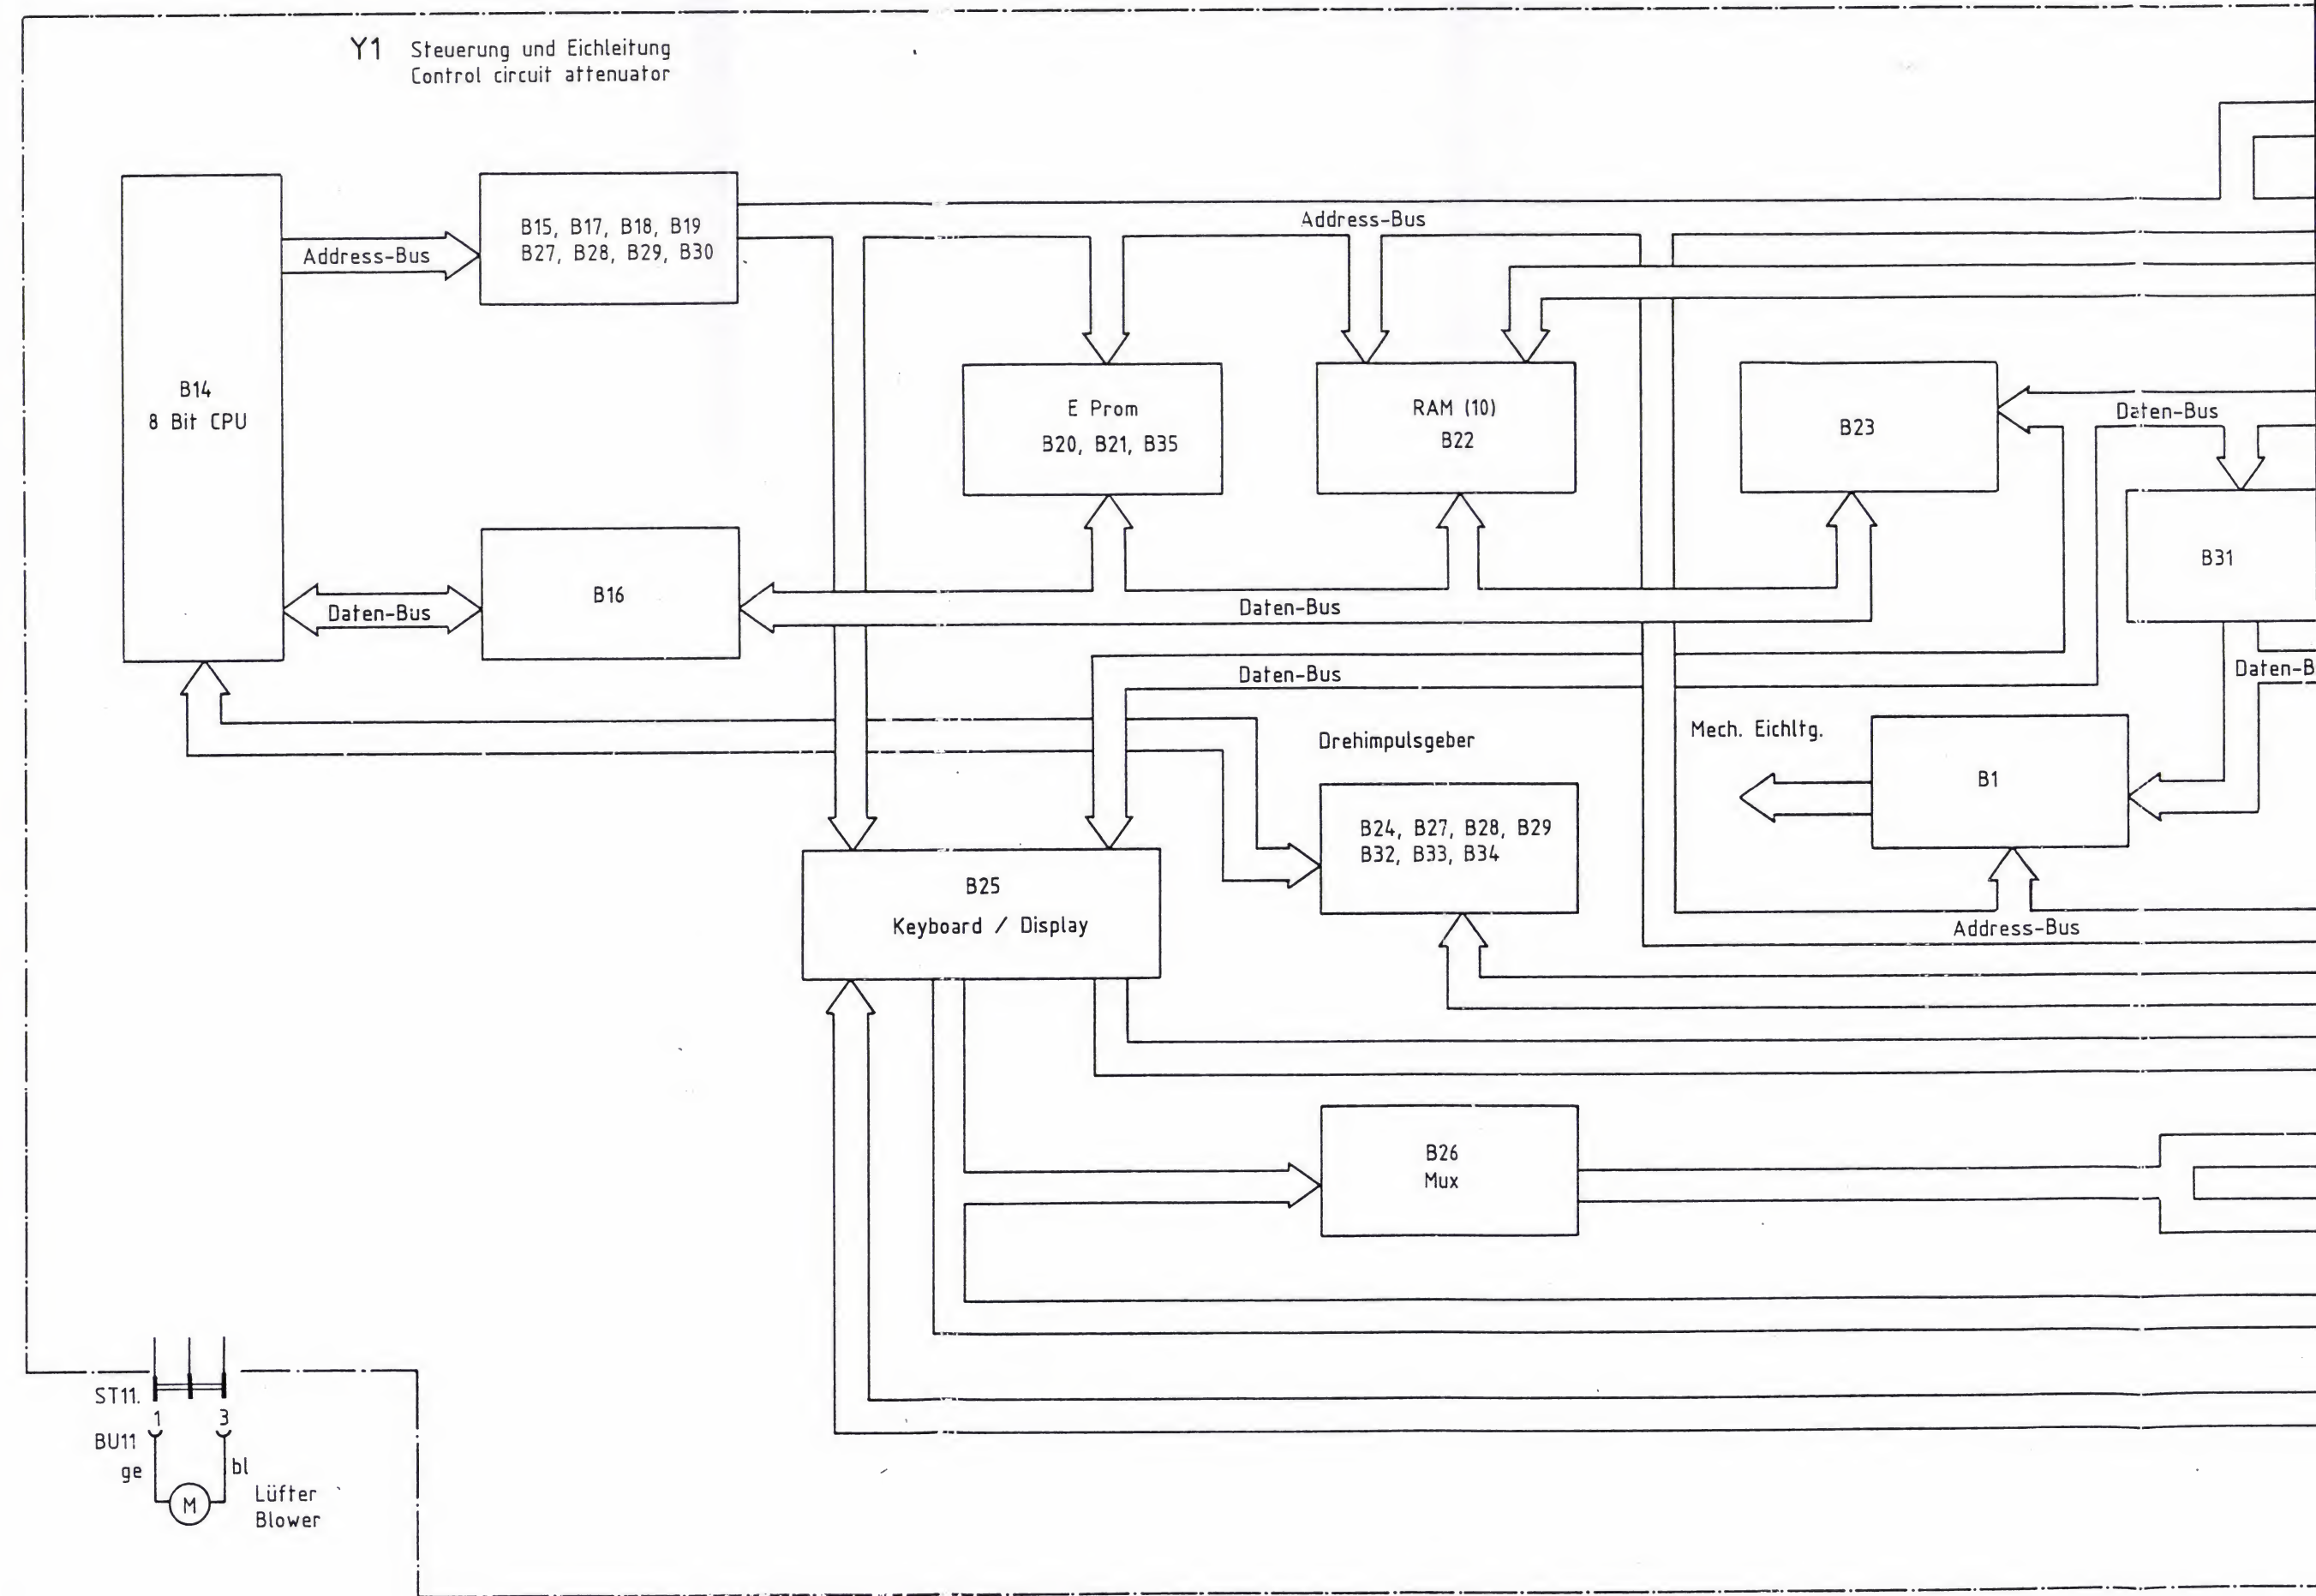 Y1 Steuerung und Eichleitung
Control circuit attenuator
B15, B17, B18, B19
B27, B28, B29, B30
Address-Bus
Address-Bus
B14
8 Bit CPU
E Prom
B20, B21, B35
RAM (10)
B22
B23
Daten-Bus
B31
B16
Daten-Bus
Daten-Bus
Daten-Bus
Daten-B
Drehimpulsgeber
Mech. Eichltg.
B1
B24, B27, B28, B29
B32, B33, B34
B25
Keyboard / Display
Address-Bus
B26
Mux
ST11.
1 3
BU11
ge bl
M
Lüfter
Blower